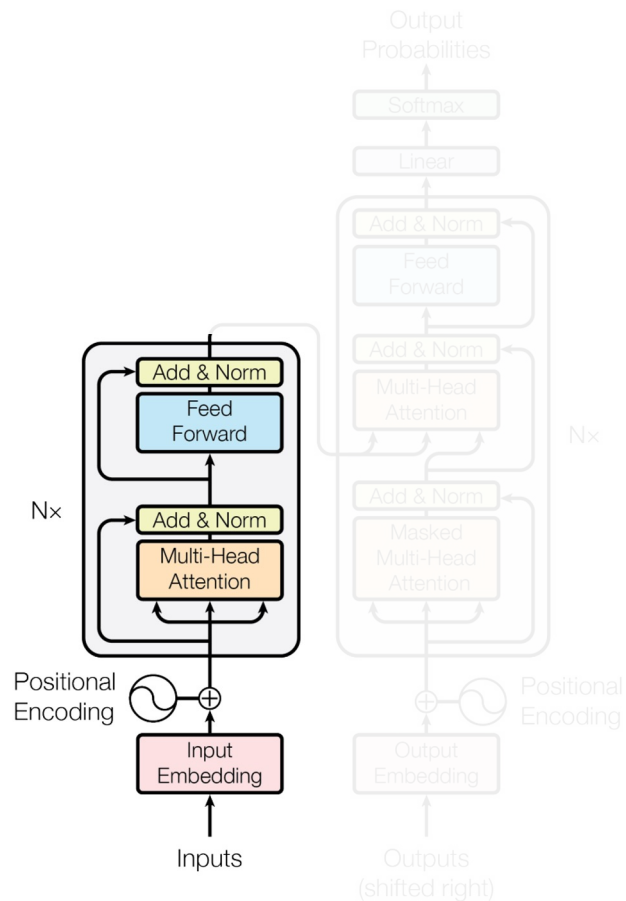 Output
Probabilities
Softmax
Linear
Add & Norm
Feed
Forward
Add & Norm
Multi-Head
Attention
Nx
Add & Norm
Masked
Multi-Head
Attention
Positional
Encoding
Output
Embedding
Outputs
(shifted right)
Add & Norm
Feed
Forward
Nx
Add & Norm
Multi-Head
Attention
Positional
Encoding
Input
Embedding
Inputs